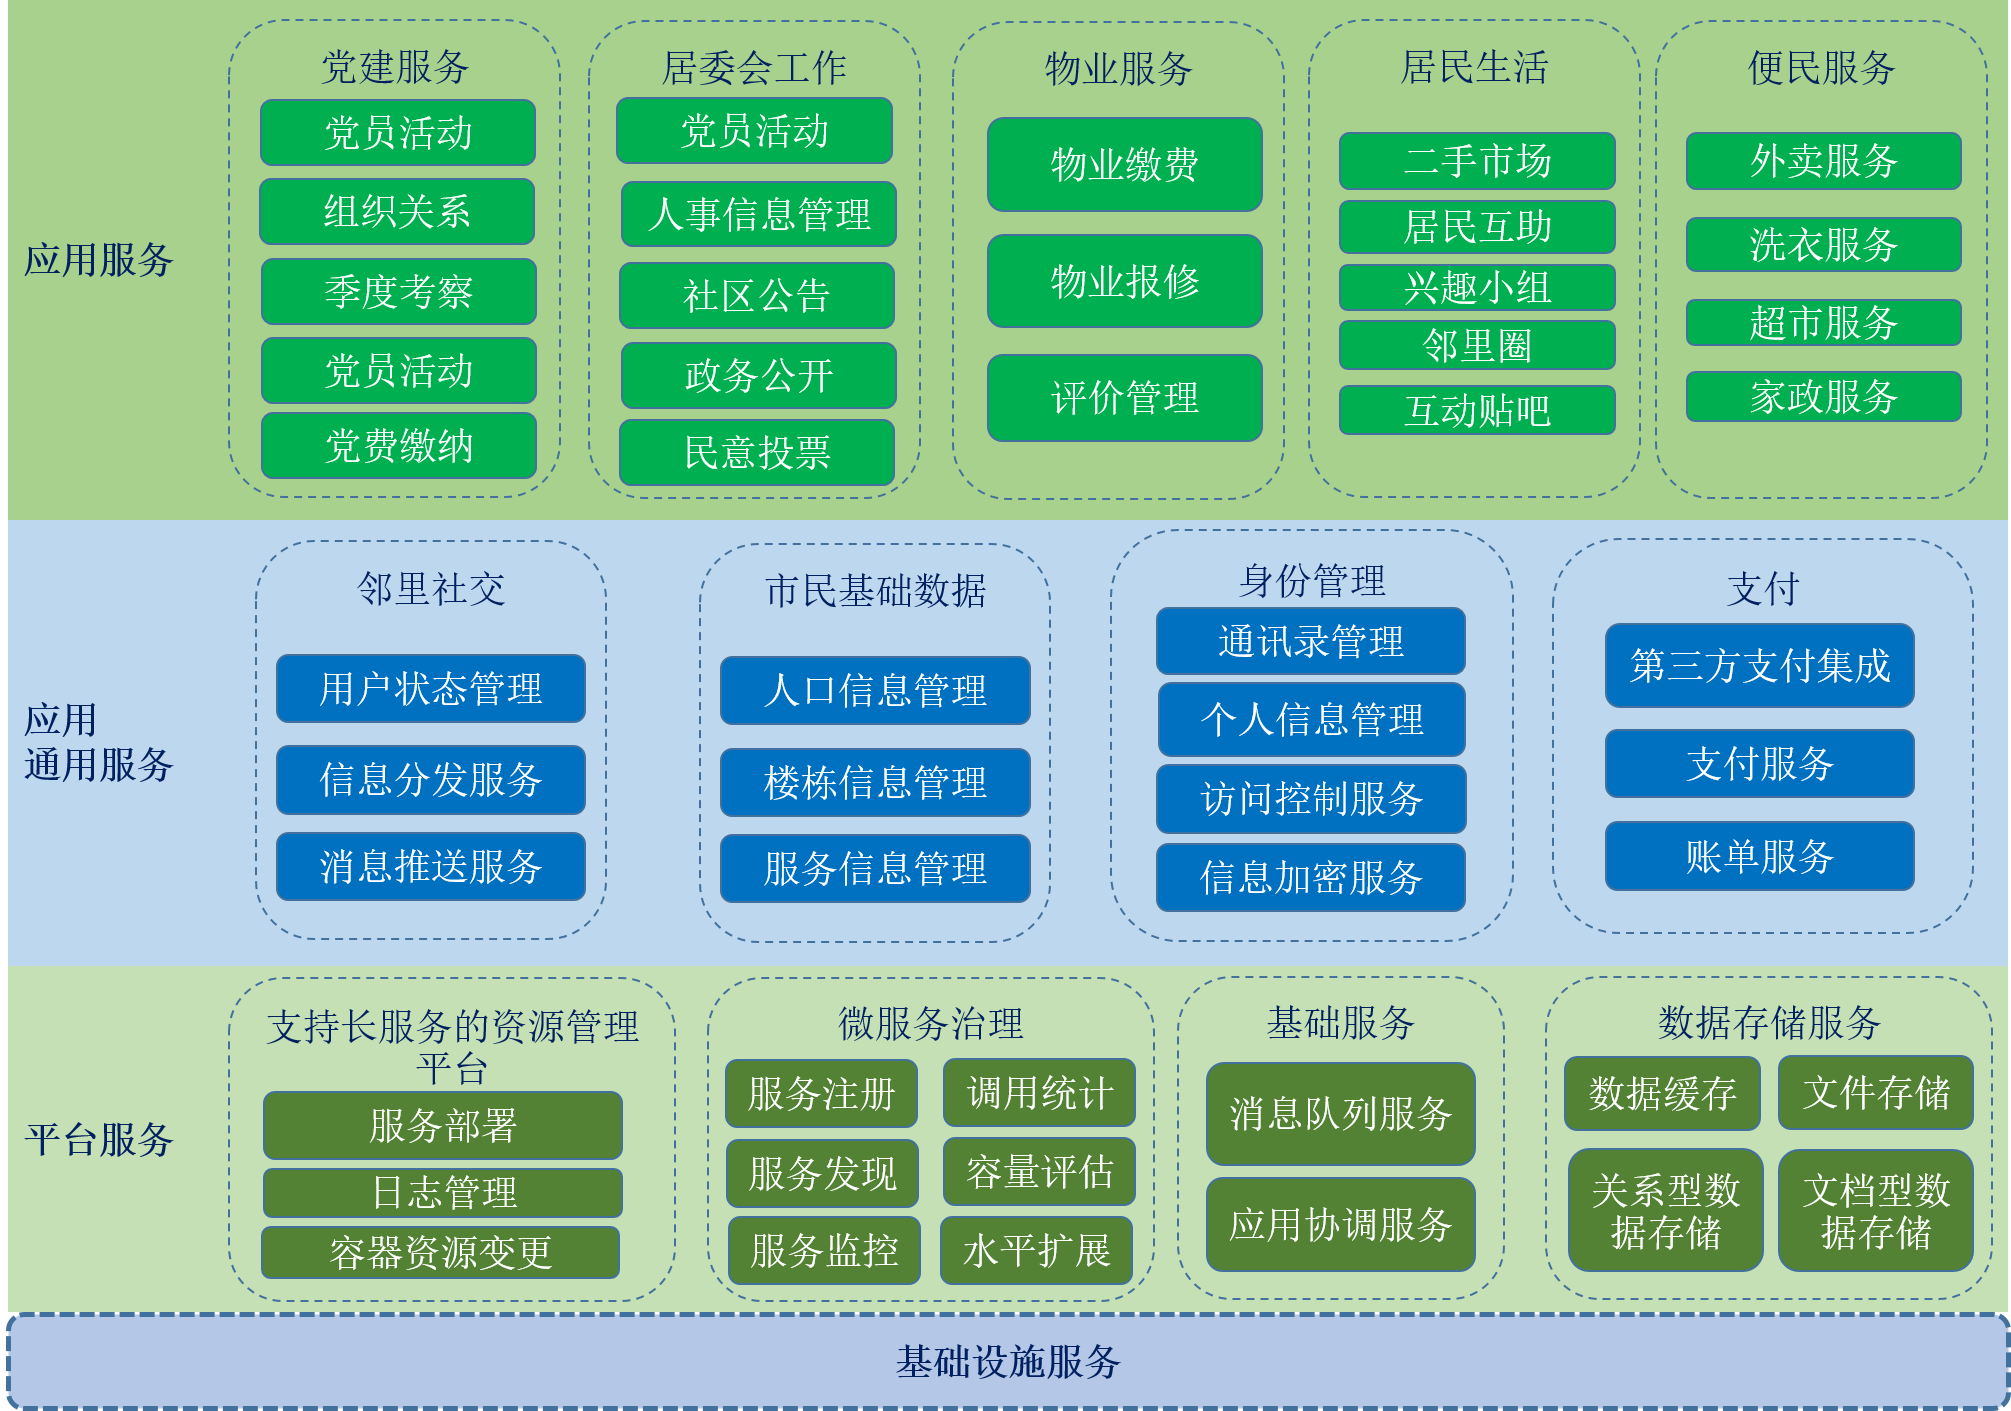 应用服务
党建服务
党员活动
组织关系
季度考察
党员活动
党费缴纳
居委会工作
党员活动
人事信息管理
社区公告
政务公开
民意投票
物业服务
物业缴费
物业报修
评价管理
居民生活
二手市场
居民互助
兴趣小组
邻里圈
互动贴吧
便民服务
外卖服务
洗衣服务
超市服务
家政服务
应用
通用服务
邻里社交
用户状态管理
信息分发服务
消息推送服务
市民基础数据
人口信息管理
楼栋信息管理
服务信息管理
身份管理
通讯录管理
个人信息管理
访问控制服务
信息加密服务
支付
第三方支付集成
支付服务
账单服务
平台服务
支持长服务的资源管理
平台
服务部署
日志管理
容器资源变更
微服务治理
服务注册
调用统计
服务发现
容量评估
服务监控
水平扩展
基础服务
消息队列服务
应用协调服务
数据存储服务
数据缓存
文件存储
关系型数
据存储
文档型数
据存储
基础设施服务